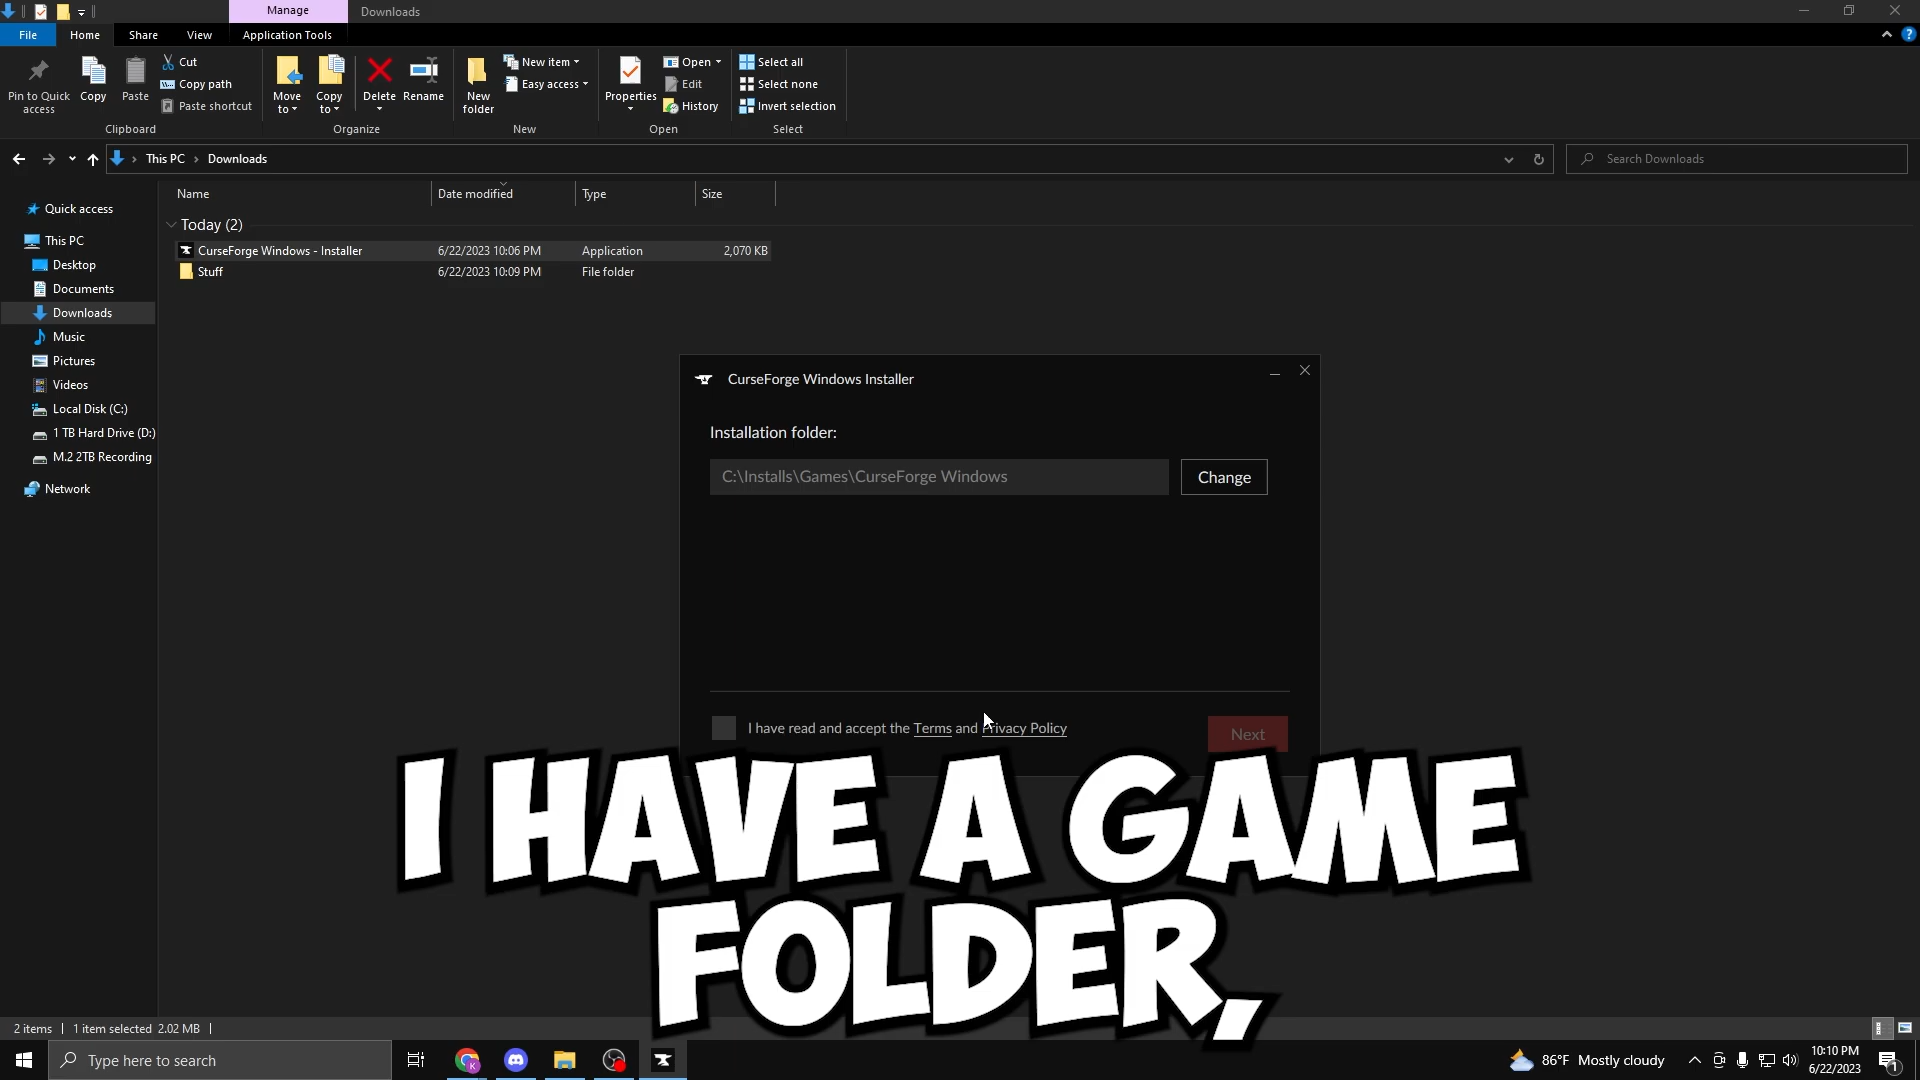 Manage
Downloads
File
Home
Share
View
Application Tools
Pin to Quick
access
Copy
Paste
Cut
Copy path
Paste shortcut
Clipboard
Move
to
Copy
to
Delete
Rename
Organize
New
folder
New item
Easy access
New
Properties
Open
Edit
History
Open
Select all
Select none
Invert selection
Select
This PC > Downloads
Search Downloads
Name
Date modified
Type
Size
Today (2)
CurseForge Windows - Installer 6/22/2023 10:06 PM Application 2,070 KB
Stuff 6/22/2023 10:09 PM File folder
Quick access
This PC
Desktop
Documents
Downloads
Music
Pictures
Videos
Local Disk (C:)
1 TB Hard Drive (D:)
M.2 2TB Recording
Network
CurseForge Windows Installer
Installation folder:
C:\Installs\Games\CurseForge Windows
Change
I have read and accept the Terms and Privacy Policy
Next
I HAVE A GAME
FOLDER,
2 items
1 item selected 2.02 MB
Type here to search
K
86°F Mostly cloudy
10:10 PM
6/22/2023
1